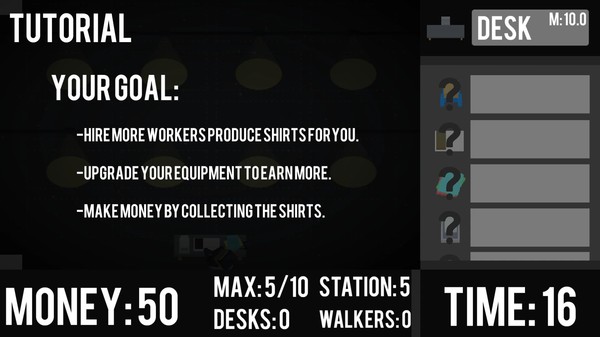 TUTORIAL
DESK
M:10.0
YOUR GOAL:
-HIRE MORE WORKERS PRODUCE SHIRTS FOR YOU.
-UPGRADE YOUR EQUIPMENT TO EARN MORE.
-MAKE MONEY BY COLLECTING THE SHIRTS.
?
?
?
?
MONEY:50
MAX:5/10 STATION:5
DESKS:0 WALKERS:0
TIME:16